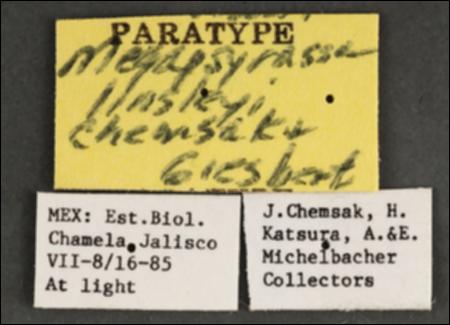 PARATYPE
Megapsyrassa
linsleyi
Chemsak &
Giesbert
MEX: Est.Biol.
Chamela, Jalisco
VII-8/16-85
At light
J.Chemsak, H.
Katsura, A.&E.
Michelbacher
Collectors